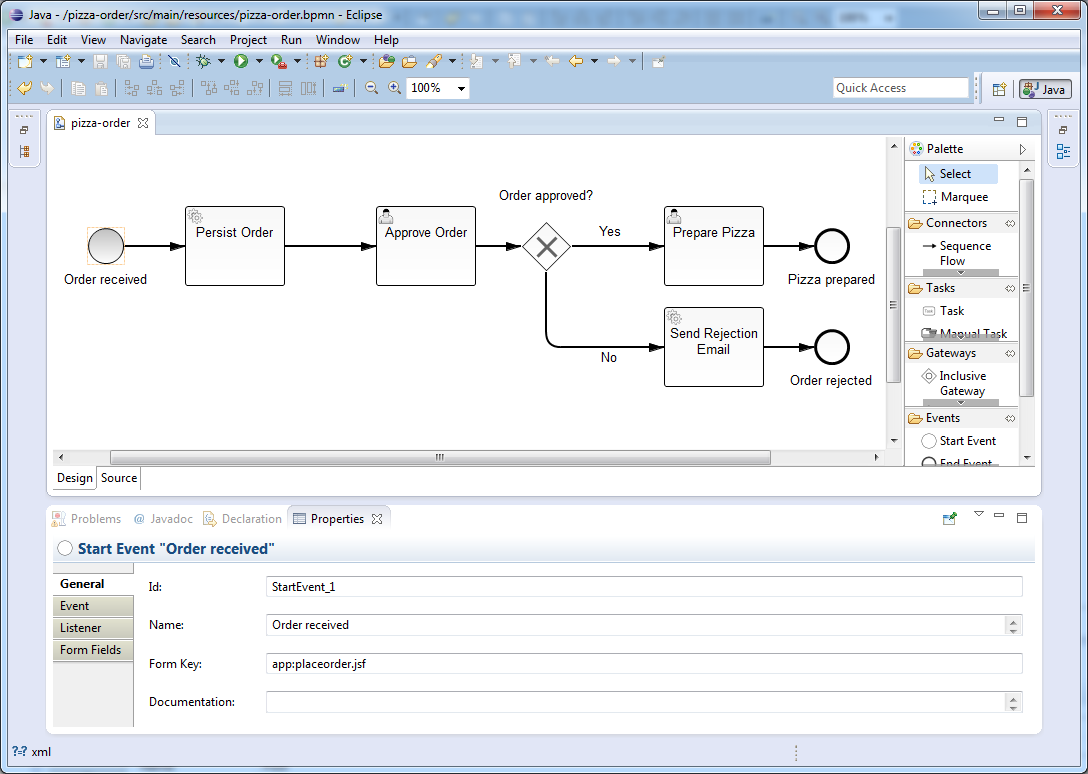 Java - /pizza-order/src/main/resources/pizza-order.bpmn - Eclipse
File Edit View Navigate Search Project Run Window Help
100%
Quick Access
Java
pizza-order
Order approved?
Persist Order
Approve Order
Yes
Prepare Pizza
Order received
Pizza prepared
Send Rejection
Email
No
Order rejected
Palette
Select
Marquee
Connectors
Sequence
Flow
Tasks
Task
Manual Task
Gateways
Inclusive
Gateway
Events
Start Event
End Event
Design Source
Problems @ Javadoc Declaration Properties
Start Event "Order received"
General
Event
Listener
Form Fields
Id: StartEvent_1
Name: Order received
Form Key: app:placeorder.jsf
Documentation:
?-? xml